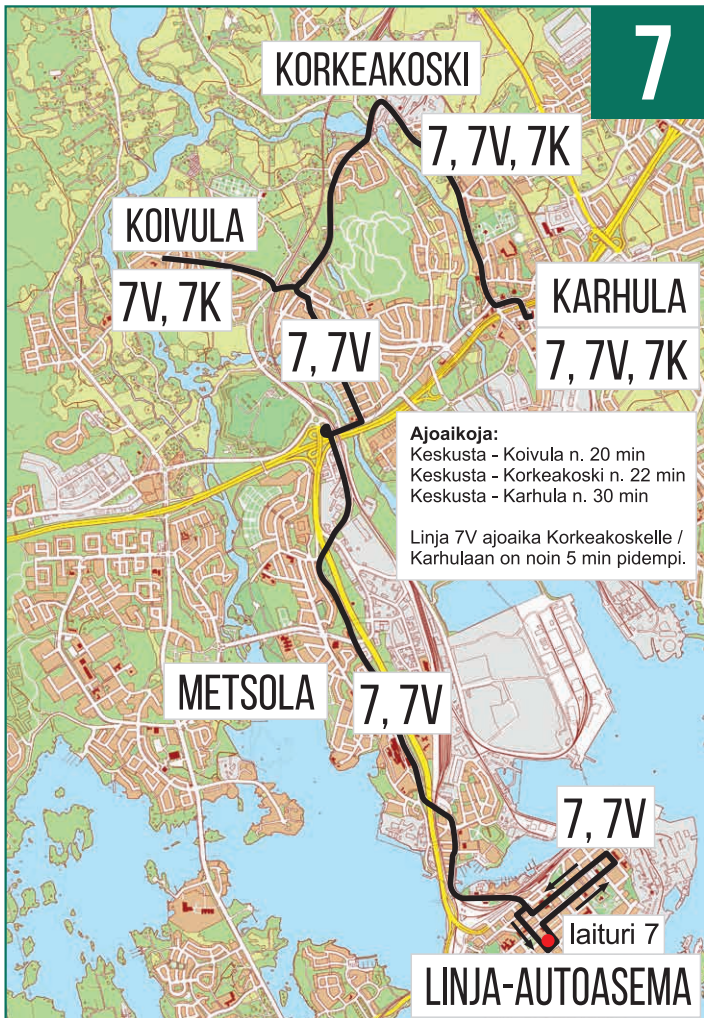 7
KORKEAKOSKI
7, 7V, 7K
KOIVULA
7V, 7K
KARHULA
7, 7V
7, 7V, 7K
Ajoaikoja:
Keskusta - Koivula n. 20 min
Keskusta - Korkeakoski n. 22 min
Keskusta - Karhula n. 30 min
Linja 7V ajoaika Korkeakoskelle /
Karhulaan on noin 5 min pidempi.
METSOLA
7, 7V
7, 7V
laituri 7
LINJA-AUTOASEMA